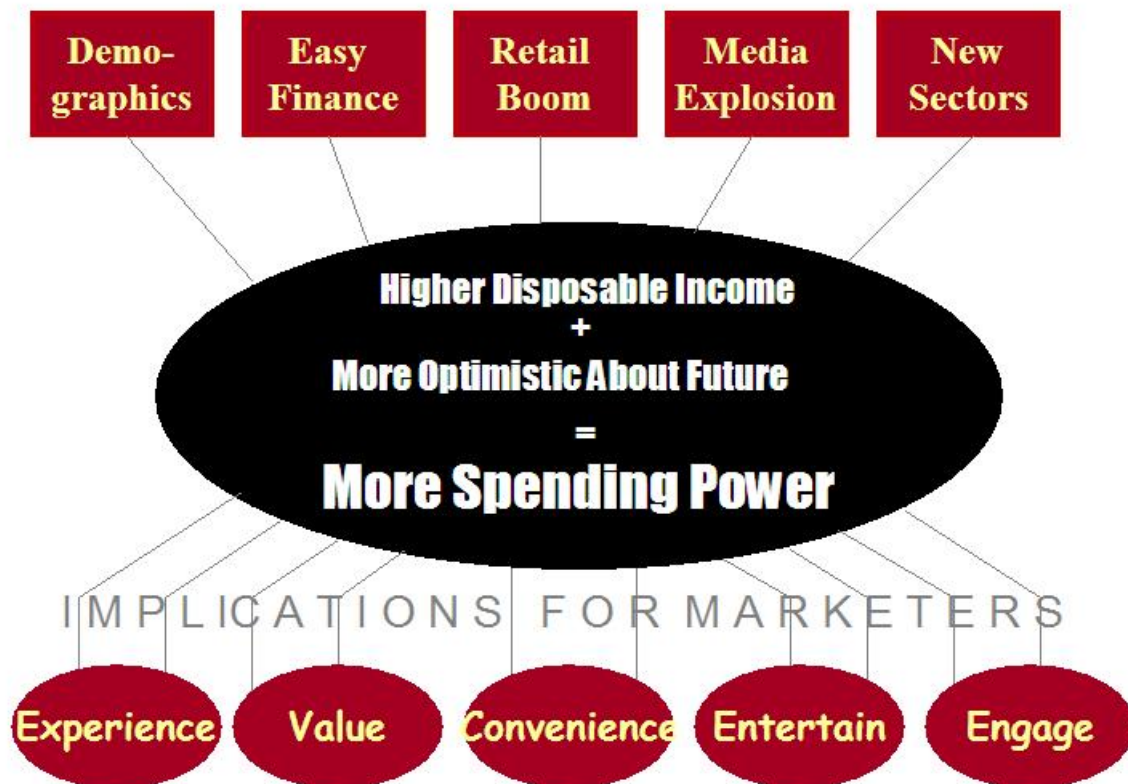 Demo-
graphics
Easy
Finance
Retail
Boom
Media
Explosion
New
Sectors
Higher Disposable Income
+
More Optimistic About Future
=
More Spending Power
IMPLICATIONS FOR MARKETERS
Experience
Value
Convenience
Entertain
Engage